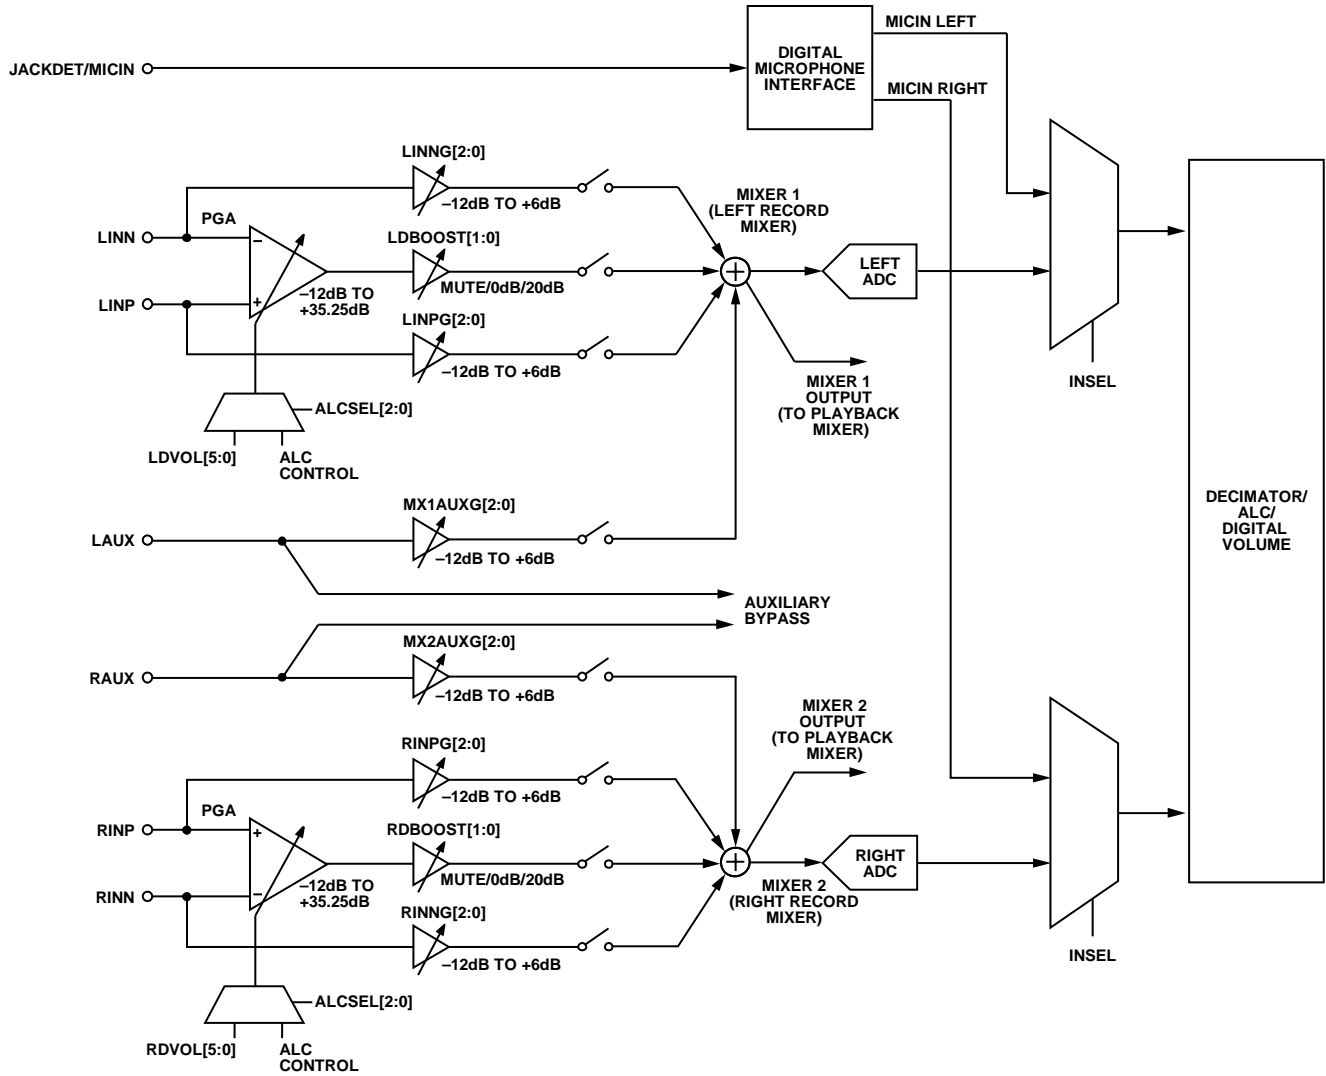 MICIN LEFT
JACKDET/MICIN
DIGITAL
MICROPHONE
INTERFACE
MICIN RIGHT
LINNG[2:0]
–12dB TO +6dB
MIXER 1
(LEFT RECORD
MIXER)
PGA
LINN
−
LDBOOST[1:0]
MUTE/0dB/20dB
LINP
+
–12dB TO
+35.25dB
LEFT
ADC
LINPG[2:0]
–12dB TO +6dB
INSEL
MIXER 1
OUTPUT
(TO PLAYBACK
MIXER)
ALCSEL[2:0]
LDVOL[5:0]
ALC
CONTROL
MX1AUXG[2:0]
LAUX
–12dB TO +6dB
DECIMATOR/
ALC/
DIGITAL
VOLUME
AUXILIARY
BYPASS
MX2AUXG[2:0]
RAUX
–12dB TO +6dB
MIXER 2
OUTPUT
(TO PLAYBACK
MIXER)
RINPG[2:0]
–12dB TO +6dB
PGA
RINP
+
RDBOOST[1:0]
MUTE/0dB/20dB
RINN
−
–12dB TO
+35.25dB
RIGHT
ADC
MIXER 2
(RIGHT RECORD
MIXER)
RINNG[2:0]
–12dB TO +6dB
INSEL
ALCSEL[2:0]
RDVOL[5:0]
ALC
CONTROL